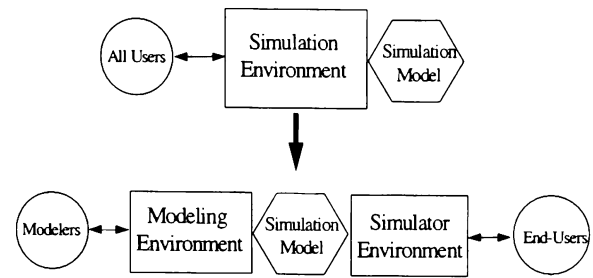 All Users
Simulation
Environment
Simulation
Model
Modelers
Modeling
Environment
Simulation
Model
Simulator
Environment
End-Users